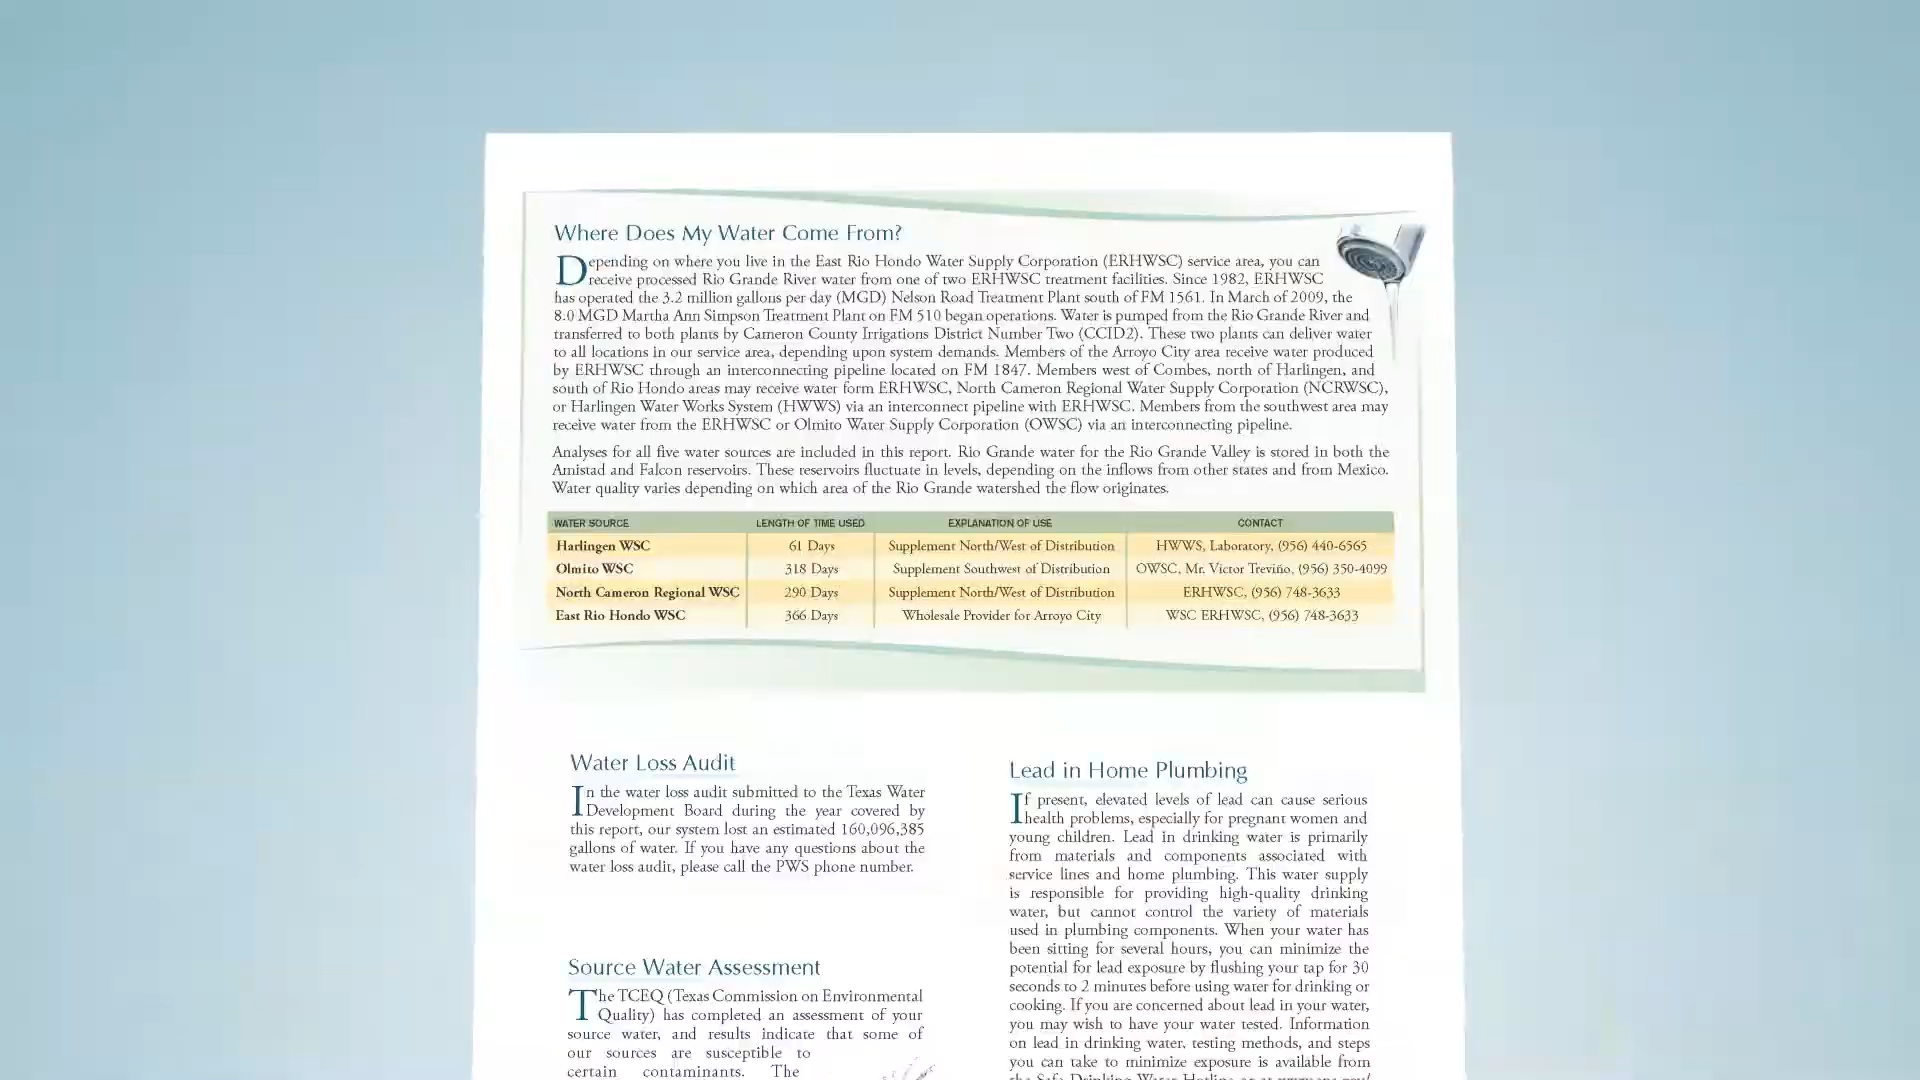 Where Does My Water Come From?
Depending on where you live in the East Rio Hondo Water Supply Corporation (ERHWSC) service area, you can
receive processed Rio Grande River water from one of two ERHWSC treatment facilities. Since 1982, ERHWSC
has operated the 3.2 million gallons per day (MGD) Nelson Road Treatment Plant south of FM 1561. In March of 2009, the
8.0 MGD Martha Ann Simpson Treatment Plant on FM 510 began operations. Water is pumped from the Rio Grande River and
transferred to both plants by Cameron County Irrigations District Number Two (CCID2). These two plants can deliver water
to all locations in our service area, depending upon system demands. Members of the Arroyo City area receive water produced
by ERHWSC through an interconnecting pipeline located on FM 1847. Members west of Combes, north of Harlingen, and
south of Rio Hondo areas may receive water form ERHWSC, North Cameron Regional Water Supply Corporation (NCRWSC),
or Harlingen Water Works System (HWWS) via an interconnect pipeline with ERHWSC. Members from the southwest area may
receive water from the ERHWSC or Olmito Water Supply Corporation (OWSC) via an interconnecting pipeline.
Analyses for all five water sources are included in this report. Rio Grande water for the Rio Grande Valley is stored in both the
Amistad and Falcon reservoirs. These reservoirs fluctuate in levels, depending on the inflows from other states and from Mexico.
Water quality varies depending on which area of the Rio Grande watershed the flow originates.
WATER SOURCE LENGTH OF TIME USED EXPLANATION OF USE CONTACT
Harlingen WSC 61 Days Supplement North/West of Distribution HWWS, Laboratory, (956) 440-6565
Olmito WSC 318 Days Supplement Southwest of Distribution OWSC, Mr. Victor Treviño, (956) 350-4099
North Cameron Regional WSC 290 Days Supplement North/West of Distribution ERHWSC, (956) 748-3633
East Rio Hondo WSC 366 Days Wholesale Provider for Arroyo City WSC ERHWSC, (956) 748-3633
Water Loss Audit
In the water loss audit submitted to the Texas Water
Development Board during the year covered by
this report, our system lost an estimated 160,096,385
gallons of water. If you have any questions about the
water loss audit, please call the PWS phone number.
Source Water Assessment
The TCEQ (Texas Commission on Environmental
Quality) has completed an assessment of your
source water, and results indicate that some of
our sources are susceptible to
certain contaminants. The
Lead in Home Plumbing
If present, elevated levels of lead can cause serious
health problems, especially for pregnant women and
young children. Lead in drinking water is primarily
from materials and components associated with
service lines and home plumbing. This water supply
is responsible for providing high-quality drinking
water, but cannot control the variety of materials
used in plumbing components. When your water has
been sitting for several hours, you can minimize the
potential for lead exposure by flushing your tap for 30
seconds to 2 minutes before using water for drinking or
cooking. If you are concerned about lead in your water,
you may wish to have your water tested. Information
on lead in drinking water, testing methods, and steps
you can take to minimize exposure is available from
the Safe Drinking Water Hotline or at